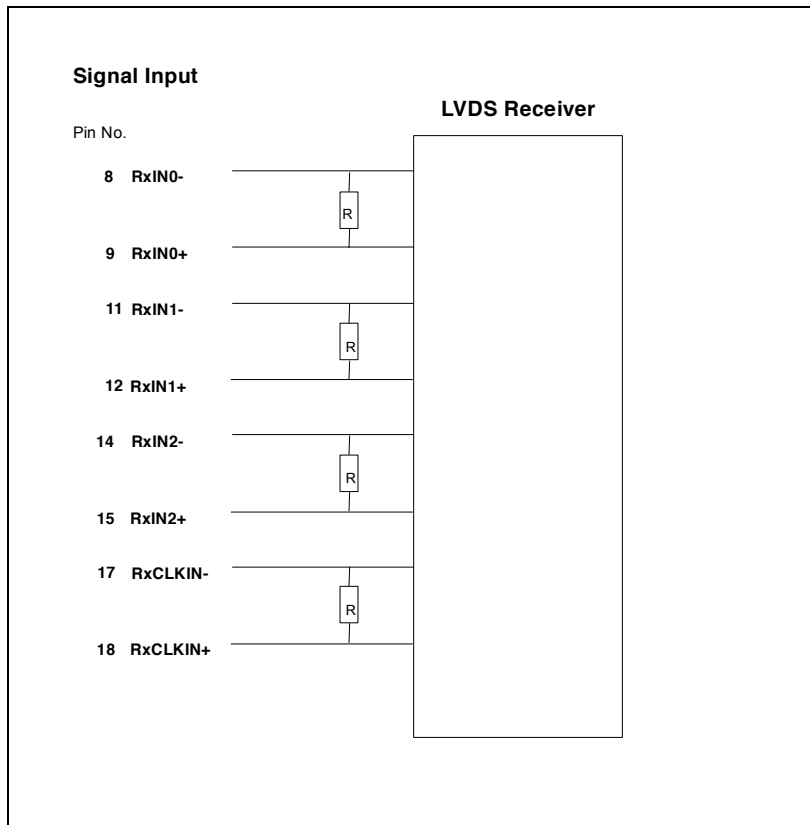 Signal Input
LVDS Receiver
Pin No.
8 RxIN0-
R
9 RxIN0+
11 RxIN1-
R
12 RxIN1+
14 RxIN2-
R
15 RxIN2+
17 RxCLKIN-
R
18 RxCLKIN+